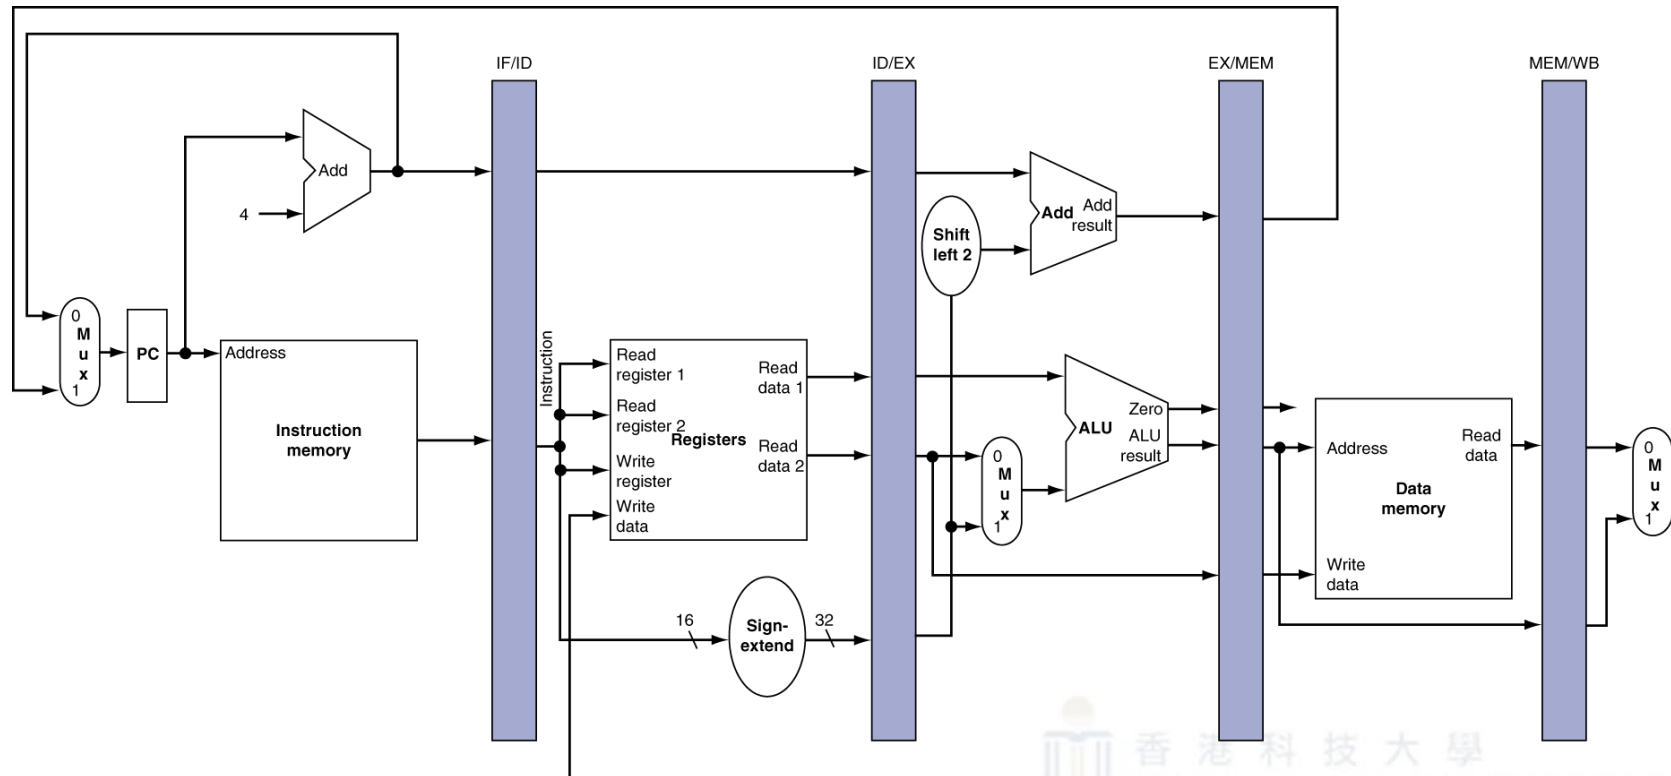 IF/ID
ID/EX
EX/MEM
MEM/WB
Add
4
Shift
left 2
Add
Add
result
0
M
u
x
1
PC
Address
Instruction
memory
Instruction
Read
register 1
Read
register 2
Write
register
Write
data
Registers
Read
data 1
Read
data 2
16
Sign-
extend
32
0
M
u
x
1
ALU
Zero
ALU
result
Address
Read
data
Data
memory
Write
data
0
M
u
x
1
香港科技大學